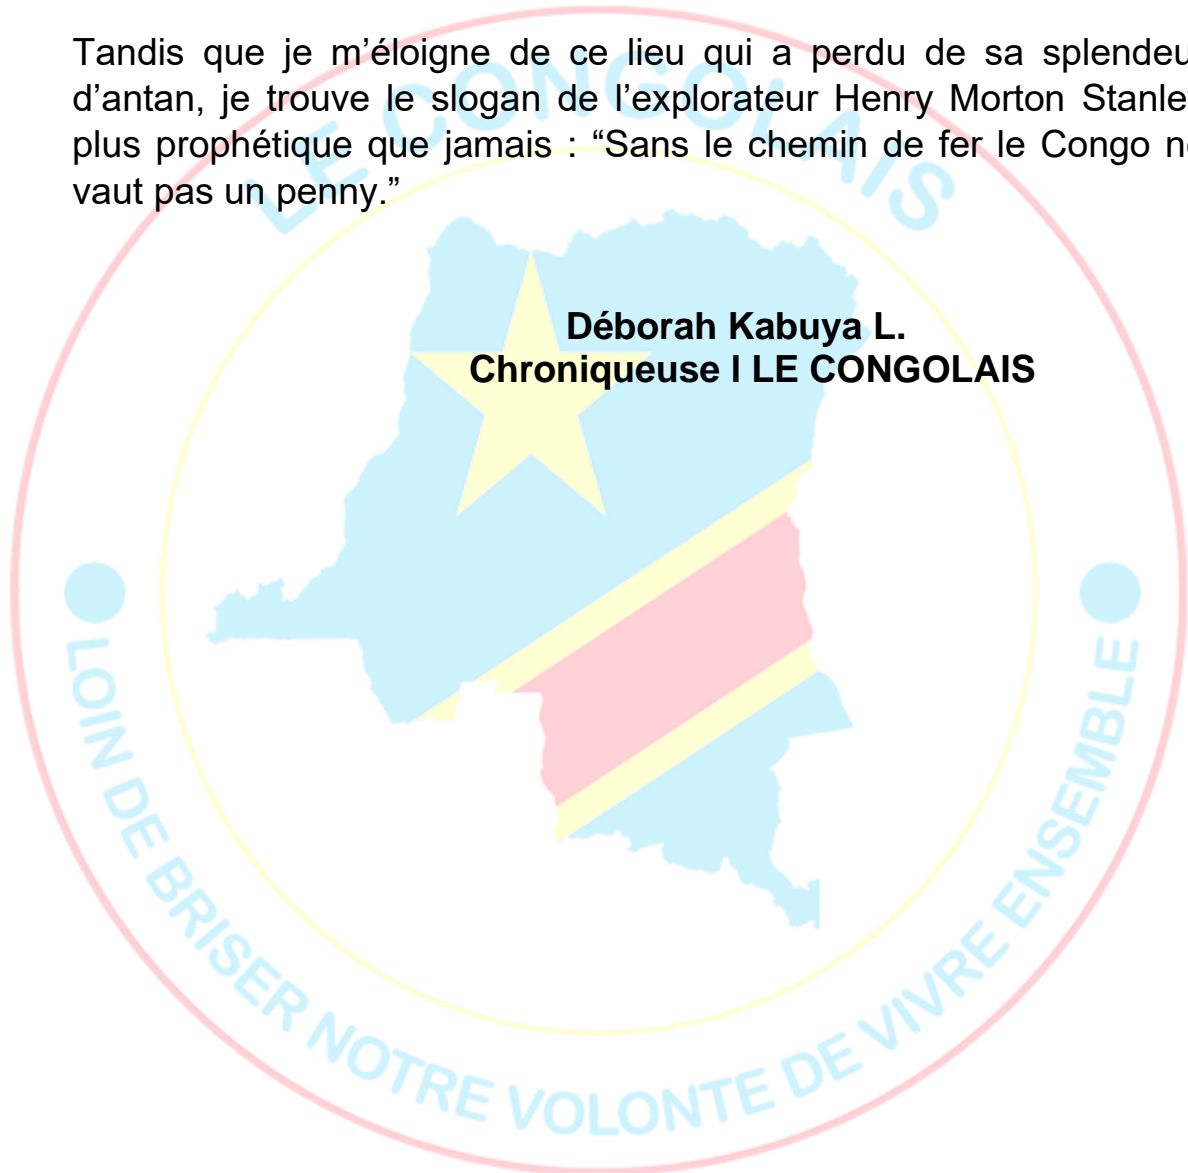 Tandis que je m’éloigne de ce lieu qui a perdu de sa splendeu
d’antan, je trouve le slogan de l’explorateur Henry Morton Stanle
plus prophétique que jamais : “Sans le chemin de fer le Congo n
vaut pas un penny.”
LE CONGOLAIS
Déborah Kabuya L.
Chroniqueuse l LE CONGOLAIS
LOIN DE BRISER NOTRE VOLONTE DE VIVRE ENSEMBLE